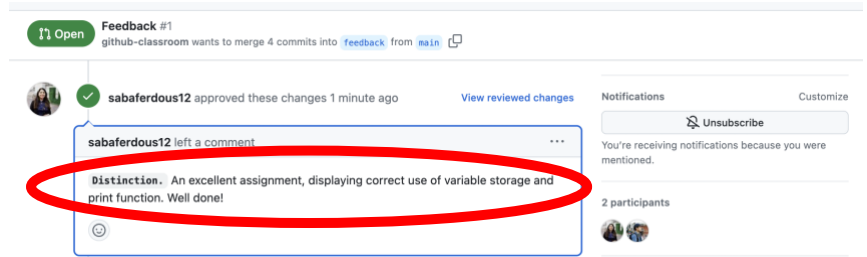 Open
Feedback #1
github-classroom wants to merge 4 commits into feedback from main
sabaferdous12 approved these changes 1 minute ago
View reviewed changes
sabaferdous12 left a comment
Distinction. An excellent assignment, displaying correct use of variable storage and
print function. Well done!
Notifications
Customize
Unsubscribe
You're receiving notifications because you were
mentioned.
2 participants